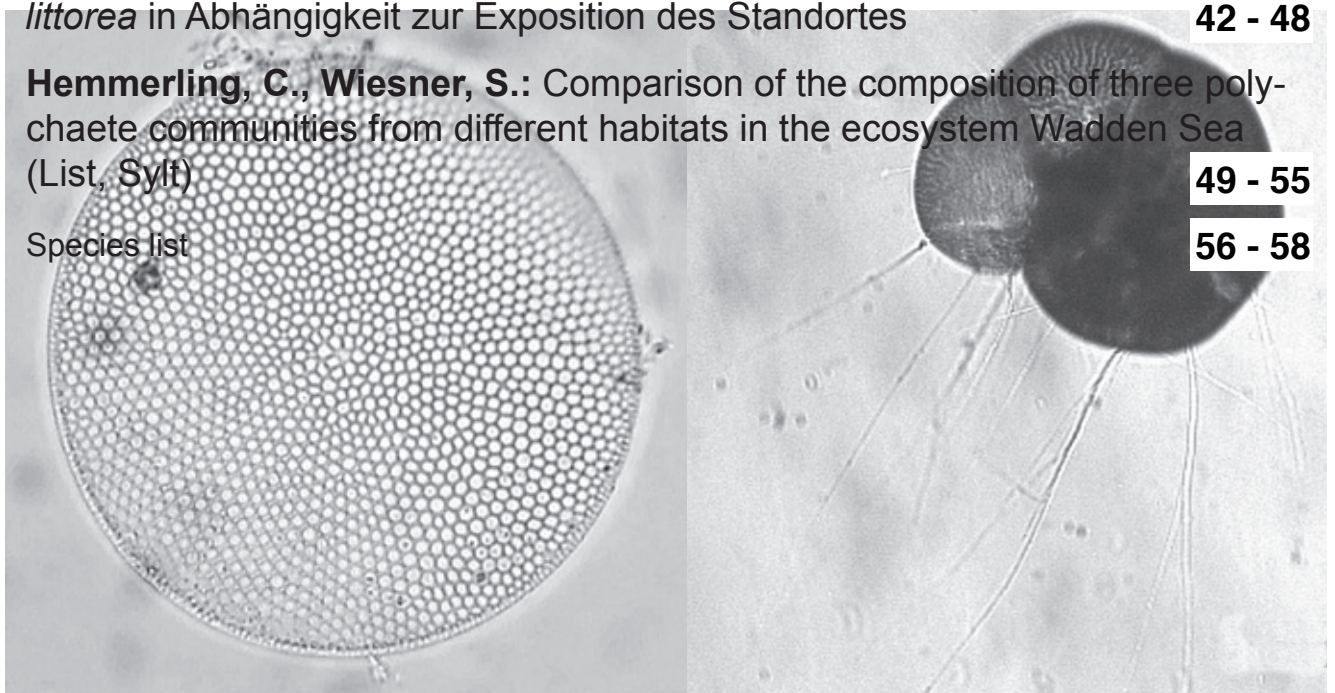 littorea in Abhängigkeit zur Exposition des Standortes 42 - 48
Hemmerling, C., Wiesner, S.: Comparison of the composition of three poly-
chaete communities from different habitats in the ecosystem Wadden Sea
(List, Sylt) 49 - 55
Species list 56 - 58